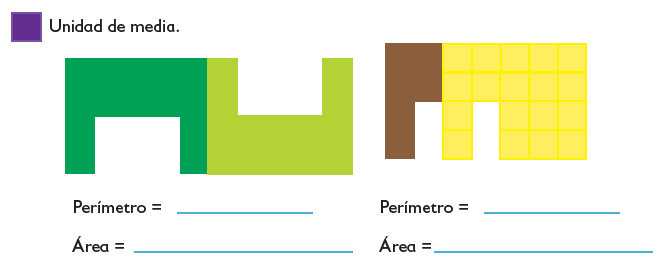 Unidad de media.
Perímetro = Perímetro =
Área = Área =